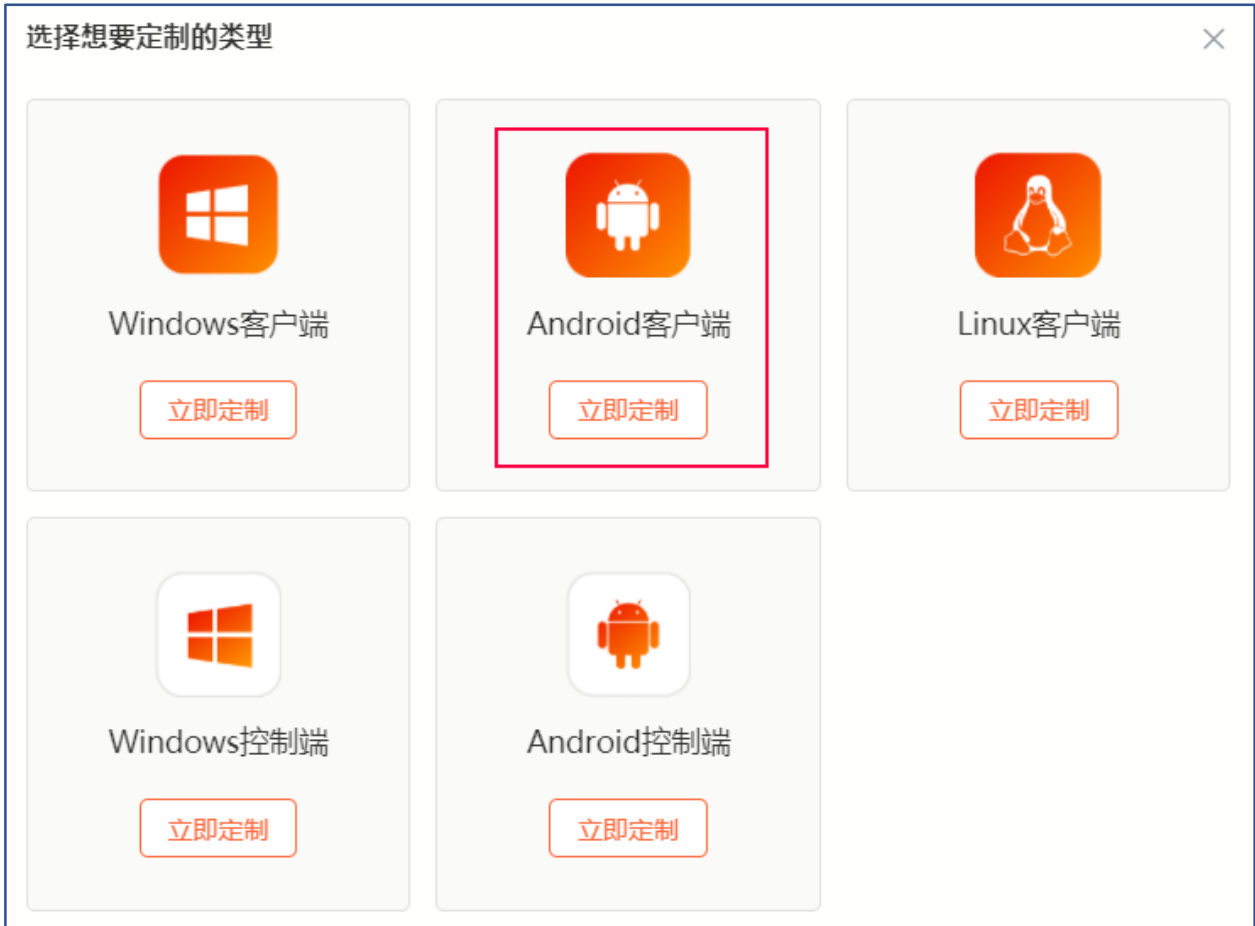 选择想要定制的类型
Windows客户端
Android客户端
Linux客户端
立即定制
立即定制
立即定制
Windows控制端
Android控制端
立即定制
立即定制